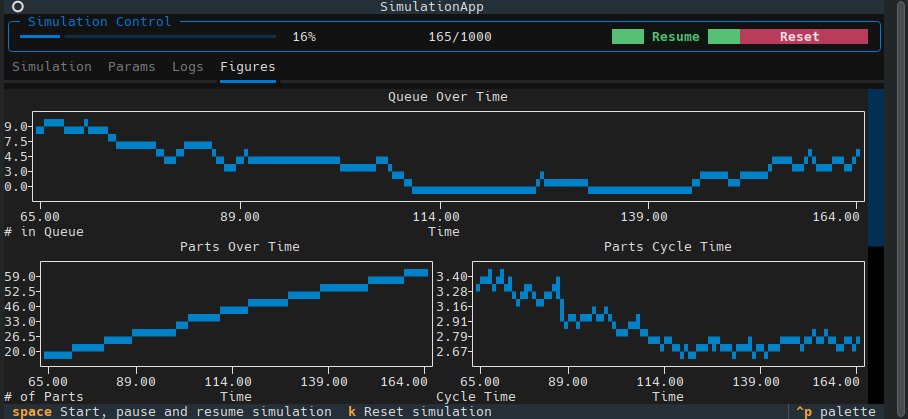 SimulationApp
Simulation Control
16% 165/1000 Resume Reset
Simulation Params Logs Figures
Queue Over Time
9.0
7.5
4.5
3.0
0.0
65.00 89.00 114.00 139.00 164.00
# in Queue Time
Parts Over Time
59.0
52.5
46.0
33.0
26.5
20.0
65.00 89.00 114.00 139.00 164.00
# of Parts Time
Parts Cycle Time
3.40
3.28
3.16
2.91
2.79
2.67
65.00 89.00 114.00 139.00 164.00
Cycle Time Time
space Start, pause and resume simulation k Reset simulation ^p palette